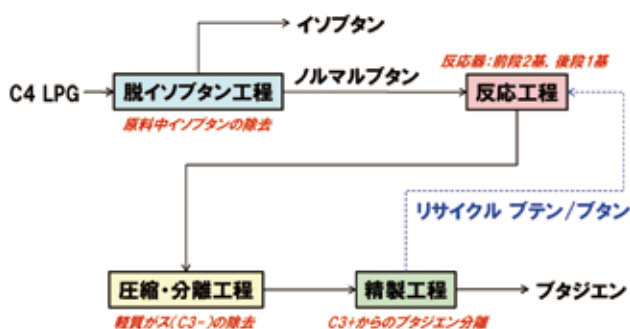 イソブタン
反応器：前段2基、後段1基
C4 LPG
脱イソブタン工程
ノルマルブタン
反応工程
原料中イソブタンの除去
リサイクル ブテン/ブタン
圧縮・分離工程
精製工程
ブタジエン
軽質ガス(C3-)の除去
C3+からのブタジエン分離